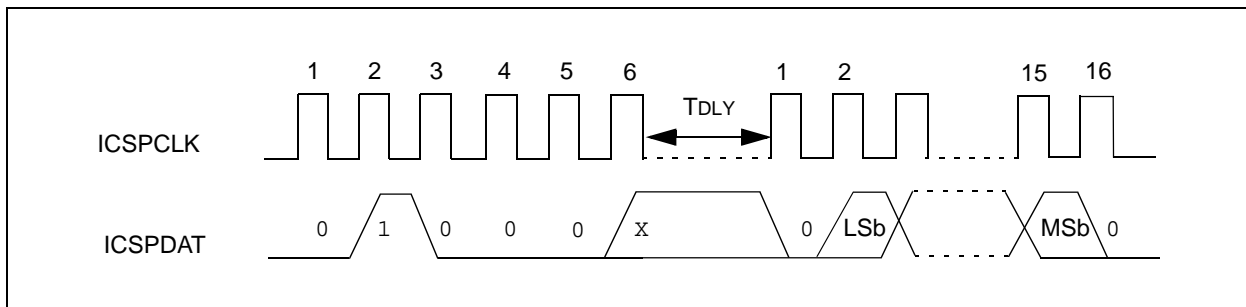 1 2 3 4 5 6 1 2 15 16
TDLY
ICSPCLK
ICSPDAT 0 1 0 0 0 x 0 LSb MSb 0